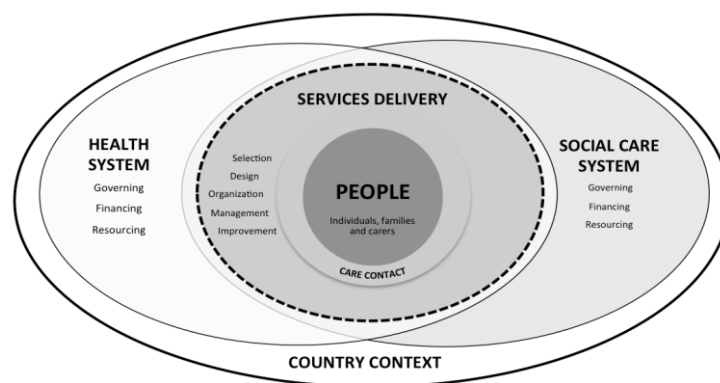 SERVICES DELIVERY
HEALTH
SYSTEM
Governing
Financing
Resourcing
Selection
Design
Organization
Management
Improvement
PEOPLE
Individuals, families
and carers
CARE CONTACT
SOCIAL CARE
SYSTEM
Governing
Financing
Resourcing
COUNTRY CONTEXT